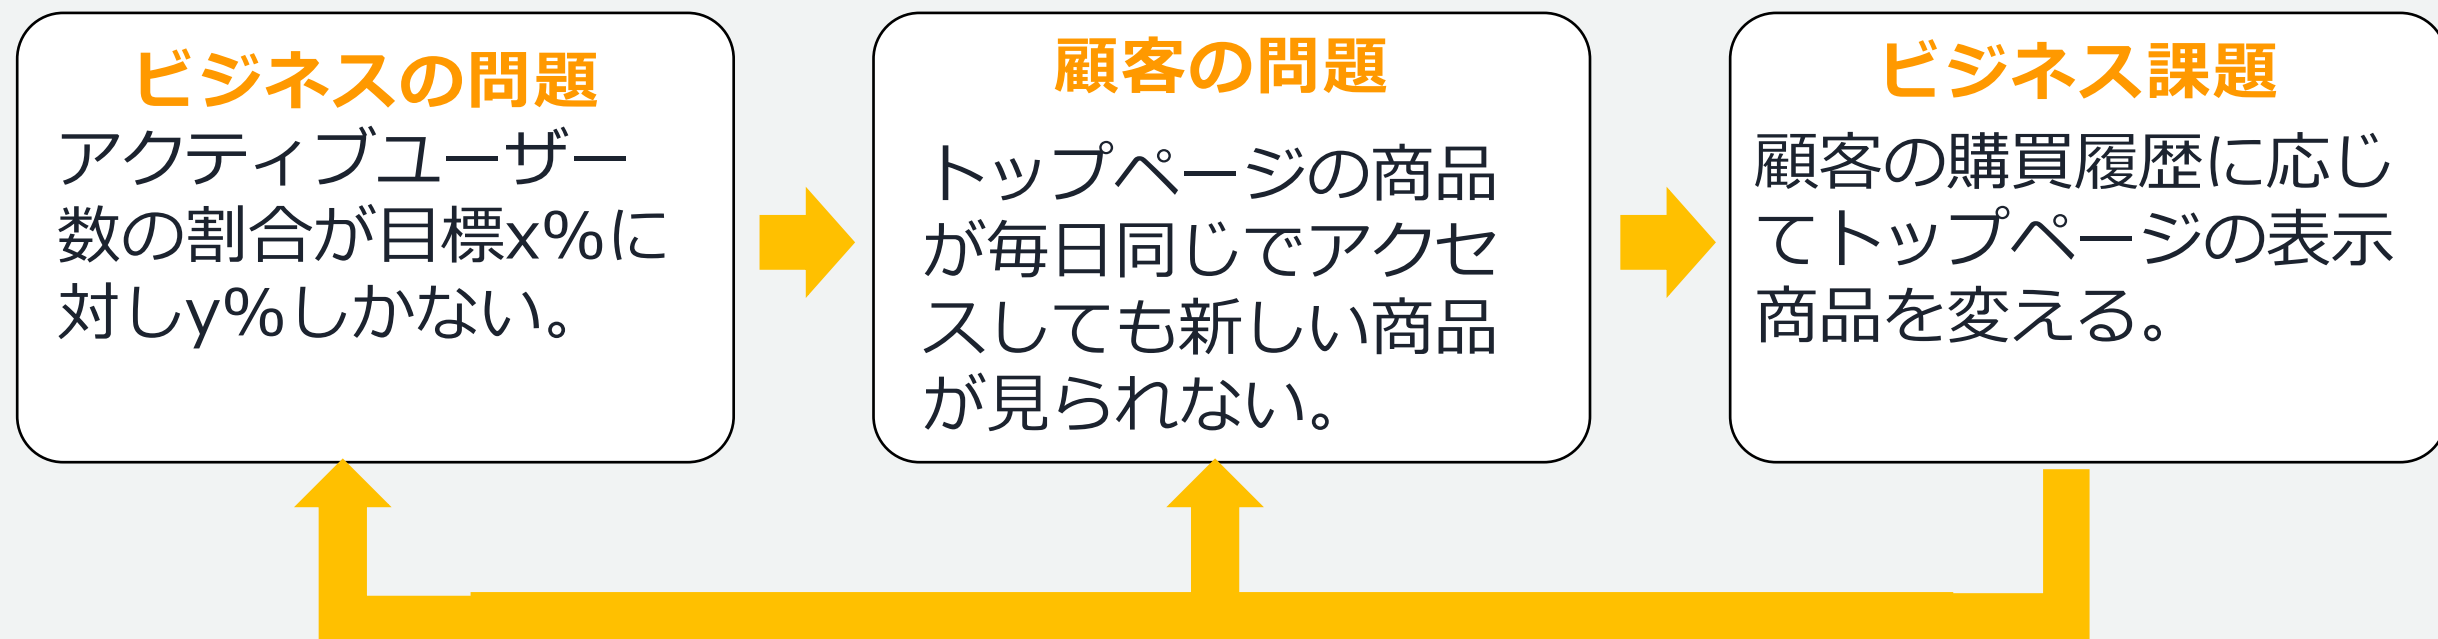 ビジネスの問題
アクティブユーザー
数の割合が目標x%に
対しy%しかない。
顧客の問題
トップページの商品
が毎日同じでアクセ
スしても新しい商品
が見られない。
ビジネス課題
顧客の購買履歴に応じ
てトップページの表示
商品を変える。